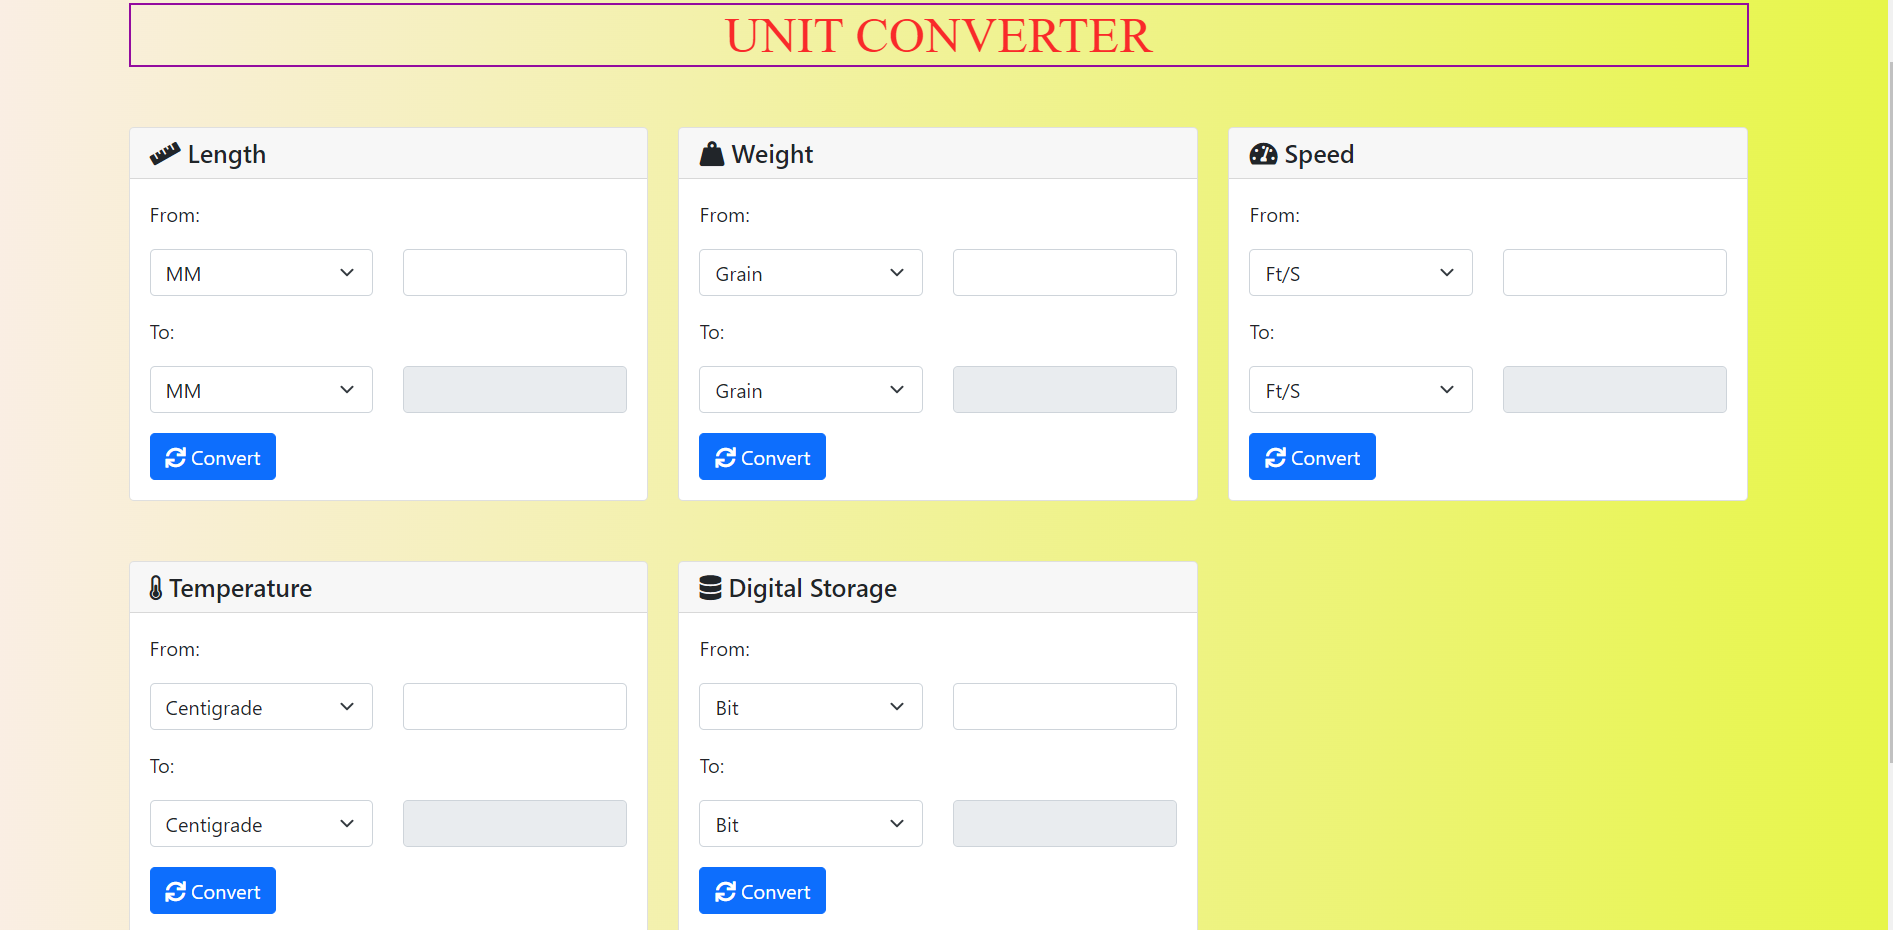 UNIT CONVERTER
Length
From:
MM
To:
MM
Convert
Weight
From:
Grain
To:
Grain
Convert
Speed
From:
Ft/S
To:
Ft/S
Convert
Temperature
From:
Centigrade
To:
Centigrade
Convert
Digital Storage
From:
Bit
To:
Bit
Convert